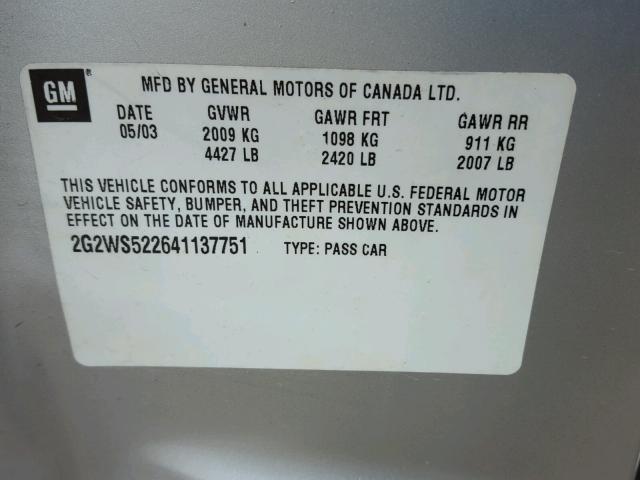 GM®
MFD BY GENERAL MOTORS OF CANADA LTD.
DATE GVWR GAWR FRT GAWR RR
05/03 2009 KG 1098 KG 911 KG
4427 LB 2420 LB 2007 LB
THIS VEHICLE CONFORMS TO ALL APPLICABLE U.S. FEDERAL MOTOR
VEHICLE SAFETY, BUMPER, AND THEFT PREVENTION STANDARDS IN
EFFECT ON THE DATE OF MANUFACTURE SHOWN ABOVE.
2G2WS522641137751 TYPE: PASS CAR